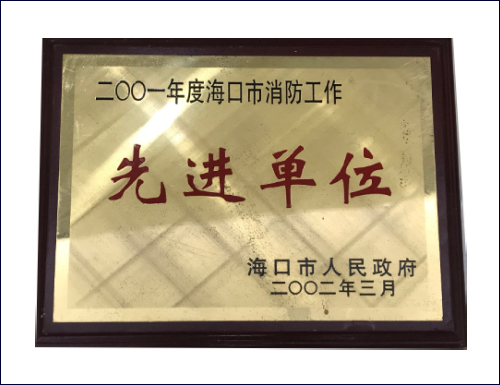 二〇〇一年度海口市消防工作
先进单位
海口市人民政府
二〇〇二年三月